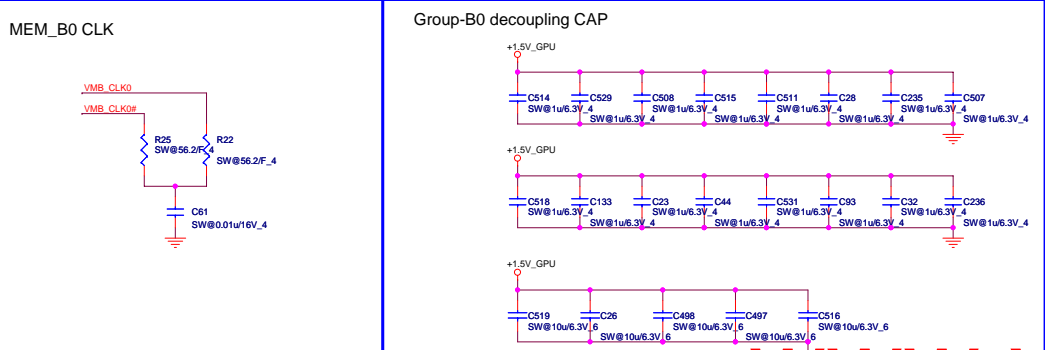 MEM_B0 CLK
VMB_CLK0
VMB_CLK0#
R25
SW@56.2/F_4
R22
SW@56.2/F_4
C61
SW@0.01u/16V_4
Group-B0 decoupling CAP
+1.5V_GPU
C514
SW@1u/6.3V_4
C529
SW@1u/6.3V_4
C508
SW@1u/6.3V_4
C515
SW@1u/6.3V_4
C511
SW@1u/6.3V_4
C28
SW@1u/6.3V_4
C235
SW@1u/6.3V_4
C507
SW@1u/6.3V_4
+1.5V_GPU
C518
SW@1u/6.3V_4
C133
SW@1u/6.3V_4
C23
SW@1u/6.3V_4
C44
SW@1u/6.3V_4
C531
SW@1u/6.3V_4
C93
SW@1u/6.3V_4
C32
SW@1u/6.3V_4
C236
SW@1u/6.3V_4
+1.5V_GPU
C519
SW@10u/6.3V_6
C26
SW@10u/6.3V_6
C498
SW@10u/6.3V_6
C497
SW@10u/6.3V_6
C516
SW@10u/6.3V_6